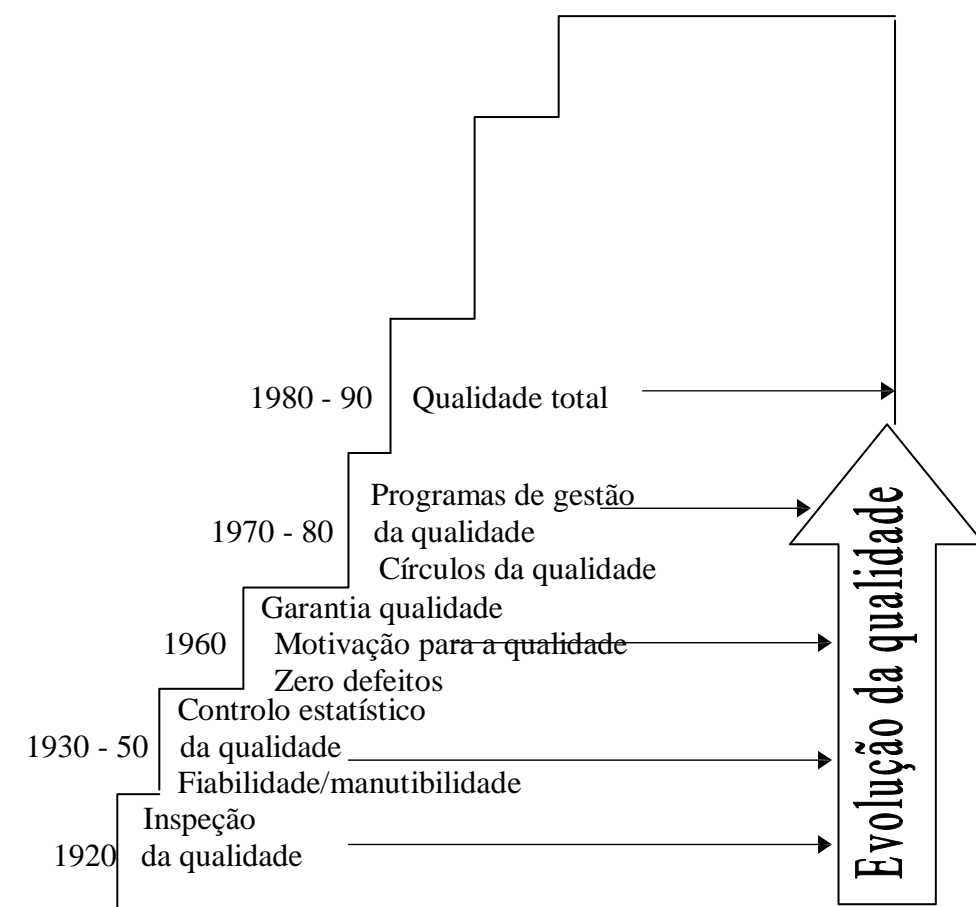 1980 - 90 Qualidade total
Programas de gestão
1970 - 80 da qualidade
Círculos da qualidade
Garantia qualidade
1960 Motivação para a qualidade
Zero defeitos
Controlo estatístico
1930 - 50 da qualidade
Fiabilidade/manutibilidade
Inspeção
1920 da qualidade
Evolução da qualidade